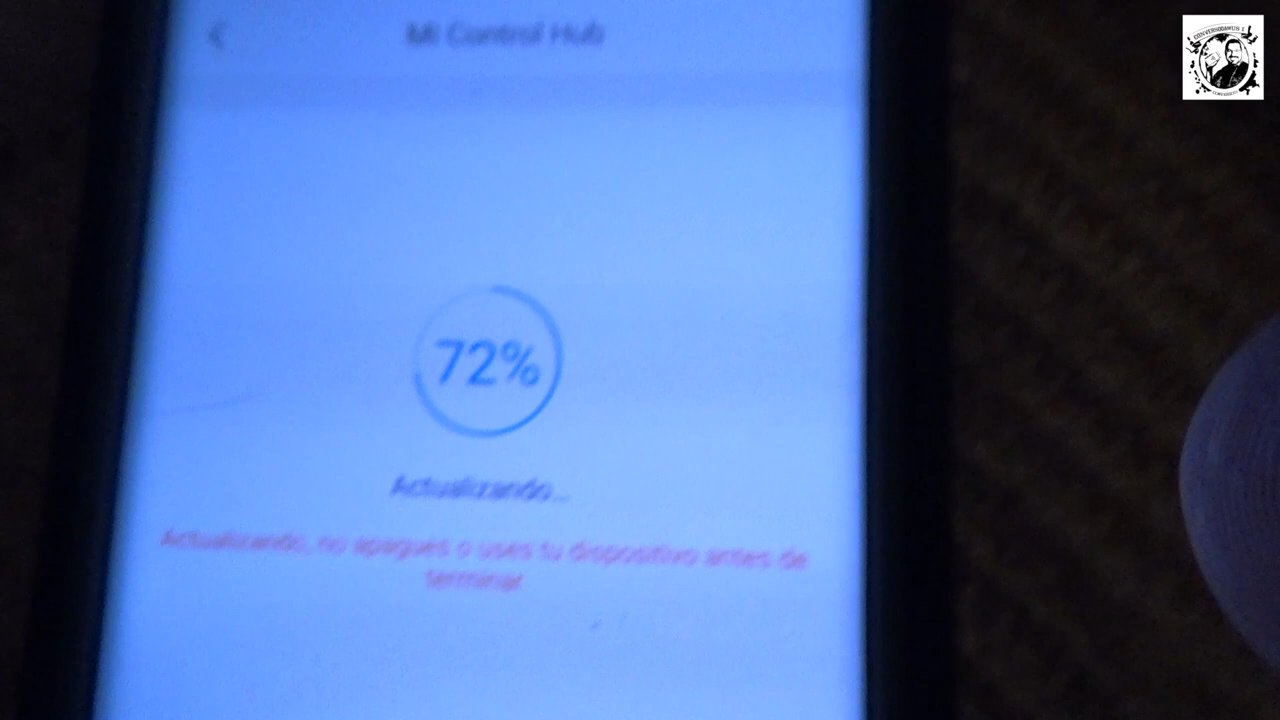 Mi Control Hub
72%
Actualizando...
Actualizando, no apagues o uses tu dispositivo antes de
terminar